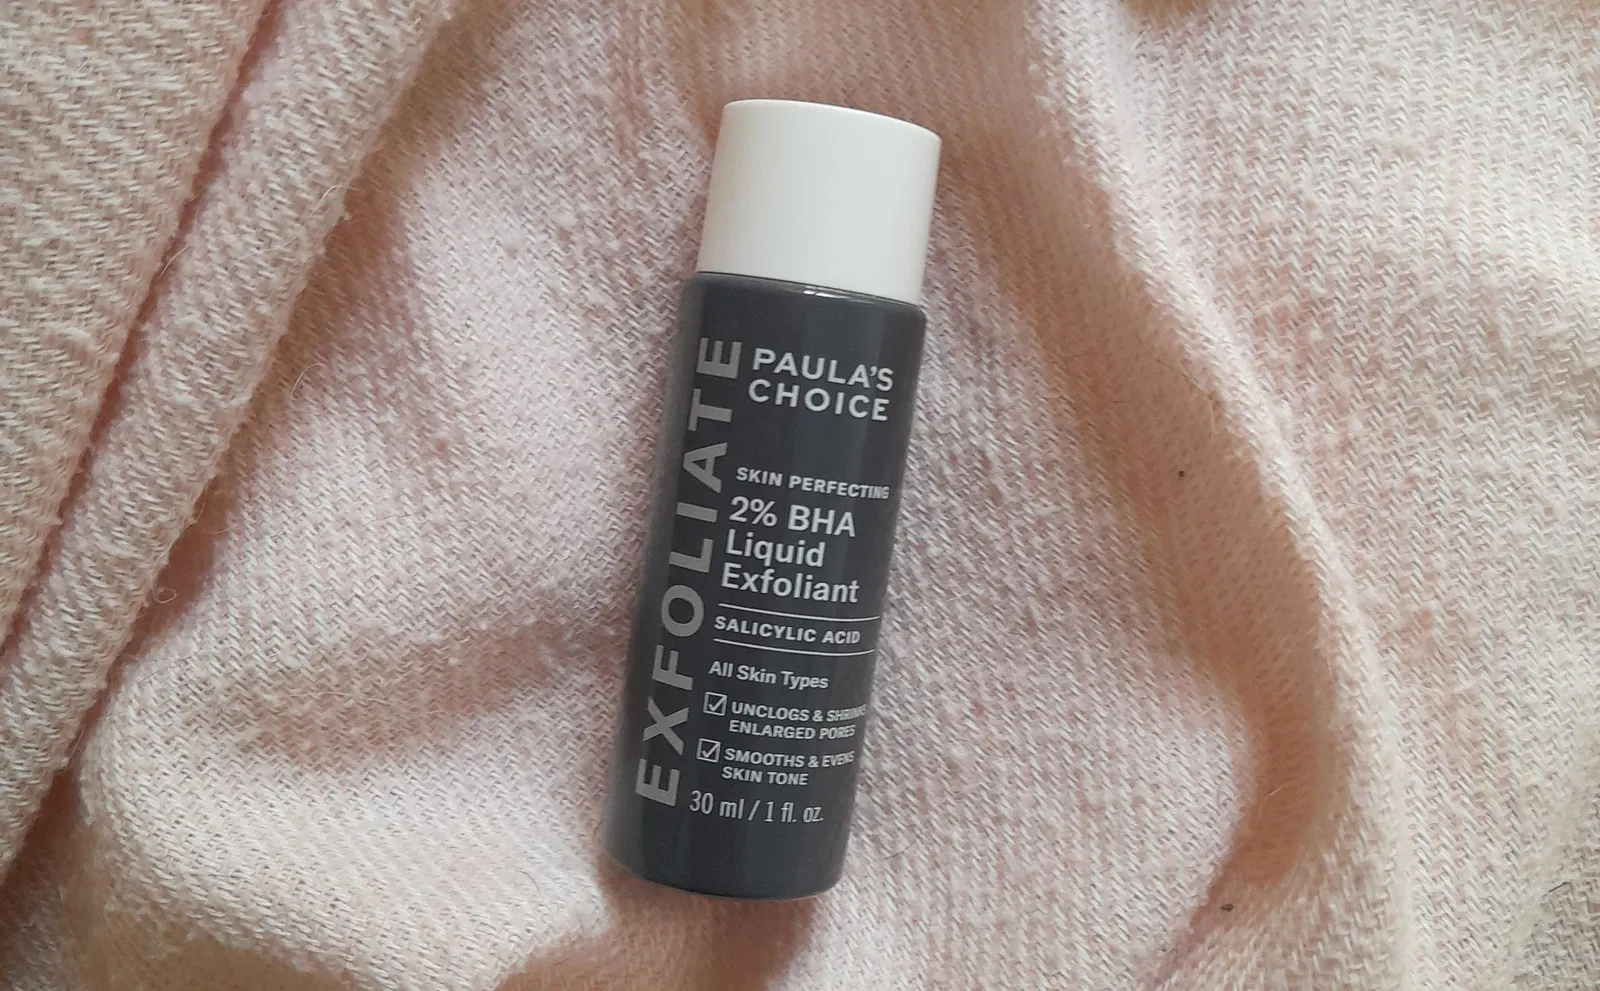 EXFOLIATE
PAULA'S
CHOICE
SKIN PERFECTING
2% BHA
Liquid
Exfoliant
SALICYLIC ACID
All Skin Types
UNCLOGS & SHRINKS
ENLARGED PORES
SMOOTHS & EVENS
SKIN TONE
30 ml / 1 fl. oz.